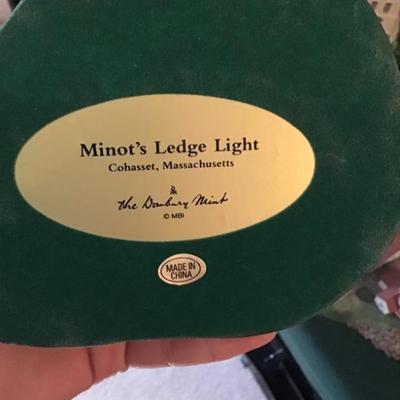 Minot's Ledge Light
Cohasset, Massachusetts
The Danbury Mint
© MBI
MADE IN
CHINA